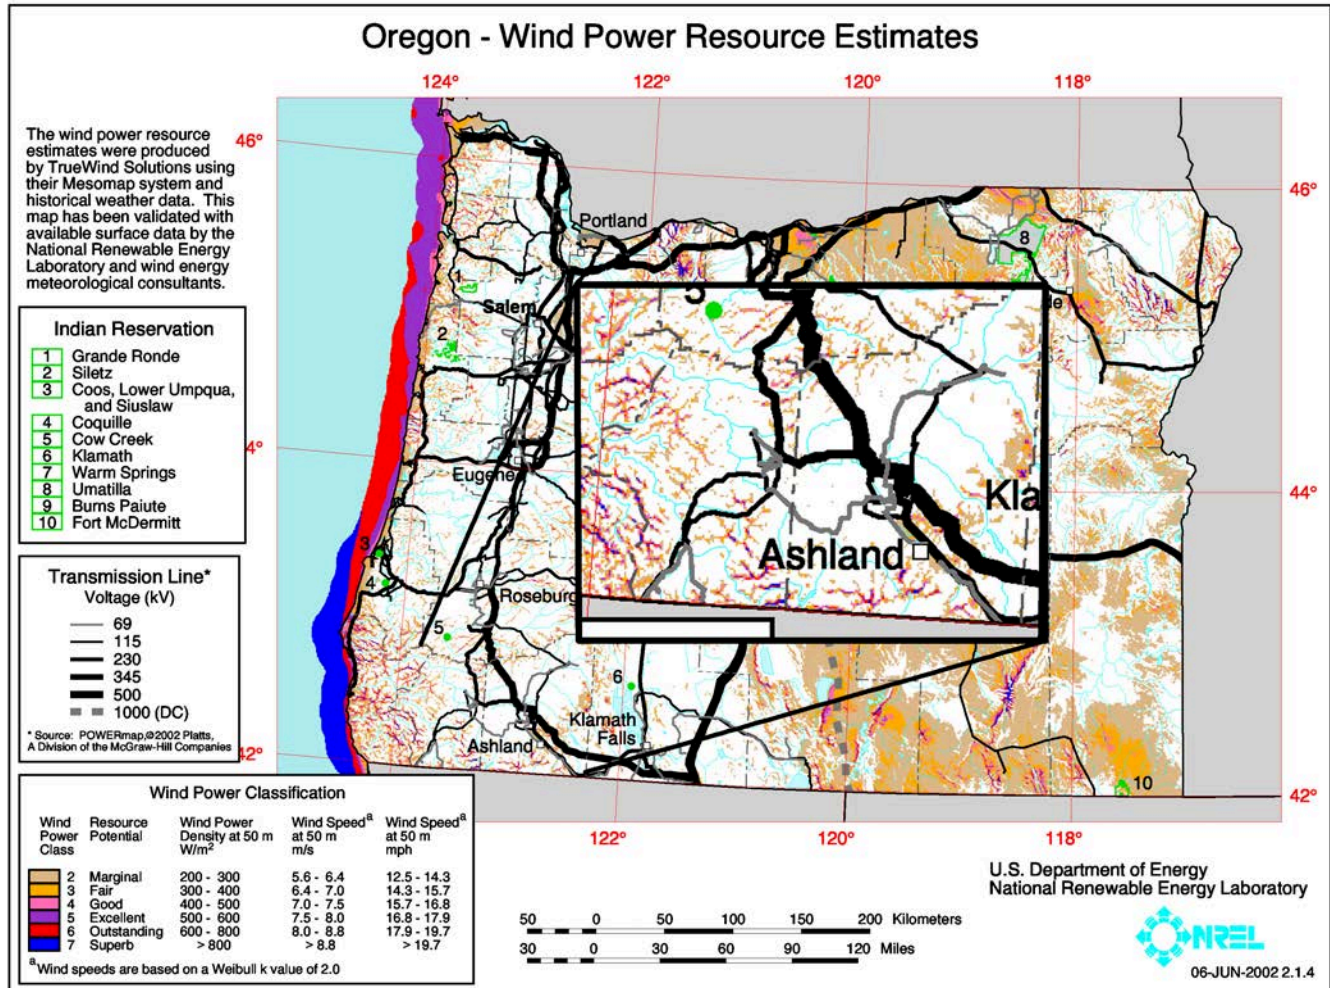 Oregon - Wind Power Resource Estimates
124°
122°
120°
118°
The wind power resource
estimates were produced
by TrueWind Solutions using
their Mesomap system and
historical weather data. This
map has been validated with
available surface data by the
National Renewable Energy
Laboratory and wind energy
meteorological consultants.
46°
46°
Portland
8
1
Salem
2
Indian Reservation
1 Grande Ronde
2 Siletz
3 Coos, Lower Umpqua,
and Siuslaw
4 Coquille
5 Cow Creek
6 Klamath
7 Warm Springs
8 Umatilla
9 Burns Paiute
10 Fort McDermitt
4°
44°
Eugene
Kla
Ashland
3
4
Roseburg
5
6
Klamath
Falls
Ashland
10
42°
42°
122°
120°
118°
Transmission Line*
Voltage (kV)
69
115
230
345
500
1000 (DC)
* Source: POWERmap,©2002 Platts,
A Division of the McGraw-Hill Companies
Wind Power Classification
Wind Power Class Resource Potential Wind Power Density at 50 m W/m² Wind Speedᵃ at 50 m m/s Wind Speedᵃ at 50 m mph
2 Marginal 200 - 300 5.6 - 6.4 12.5 - 14.3
3 Fair 300 - 400 6.4 - 7.0 14.3 - 15.7
4 Good 400 - 500 7.0 - 7.5 15.7 - 16.8
5 Excellent 500 - 600 7.5 - 8.0 16.8 - 17.9
6 Outstanding 600 - 800 8.0 - 8.8 17.9 - 19.7
7 Superb > 800 > 8.8 > 19.7
ᵃ Wind speeds are based on a Weibull k value of 2.0
50 0 50 100 150 200 Kilometers
30 0 30 60 90 120 Miles
U.S. Department of Energy
National Renewable Energy Laboratory
NREL
06-JUN-2002 2.1.4